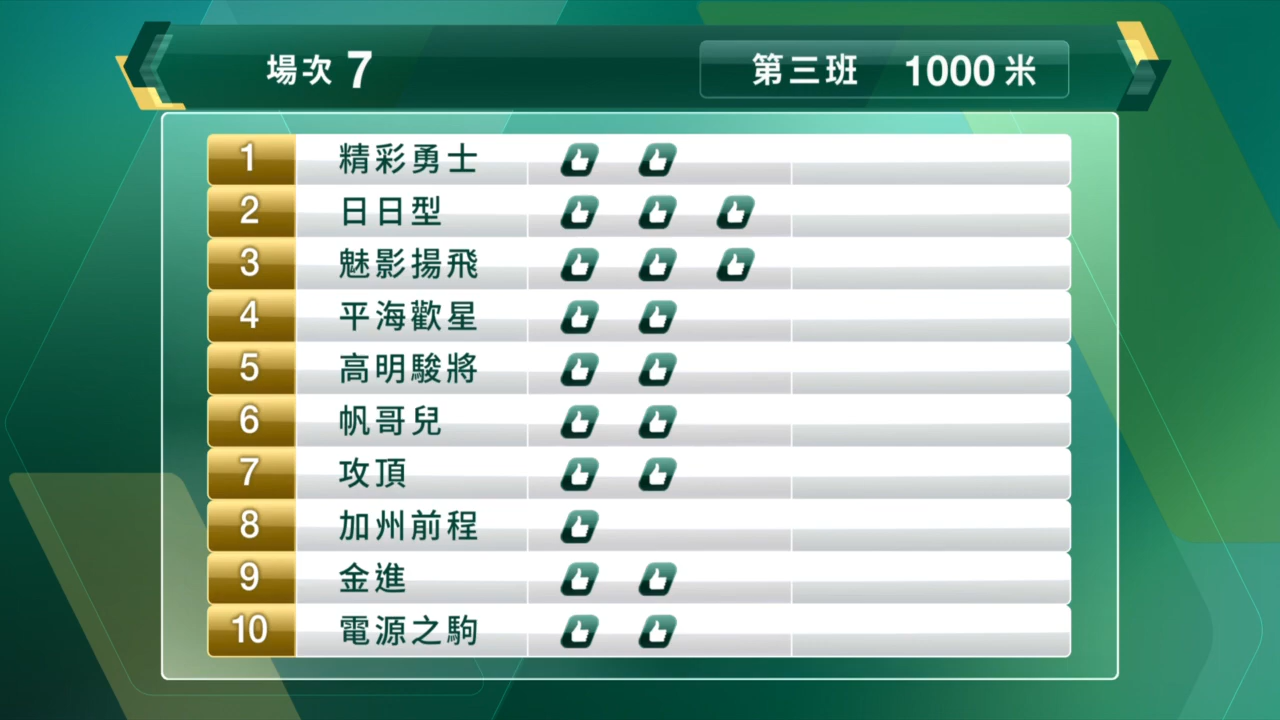 場次 7 第三班 1000 米
1 精彩勇士
2 日日型
3 魅影揚飛
4 平海歡星
5 高明駿將
6 帆哥兒
7 攻頂
8 加州前程
9 金進
10 電源之駒